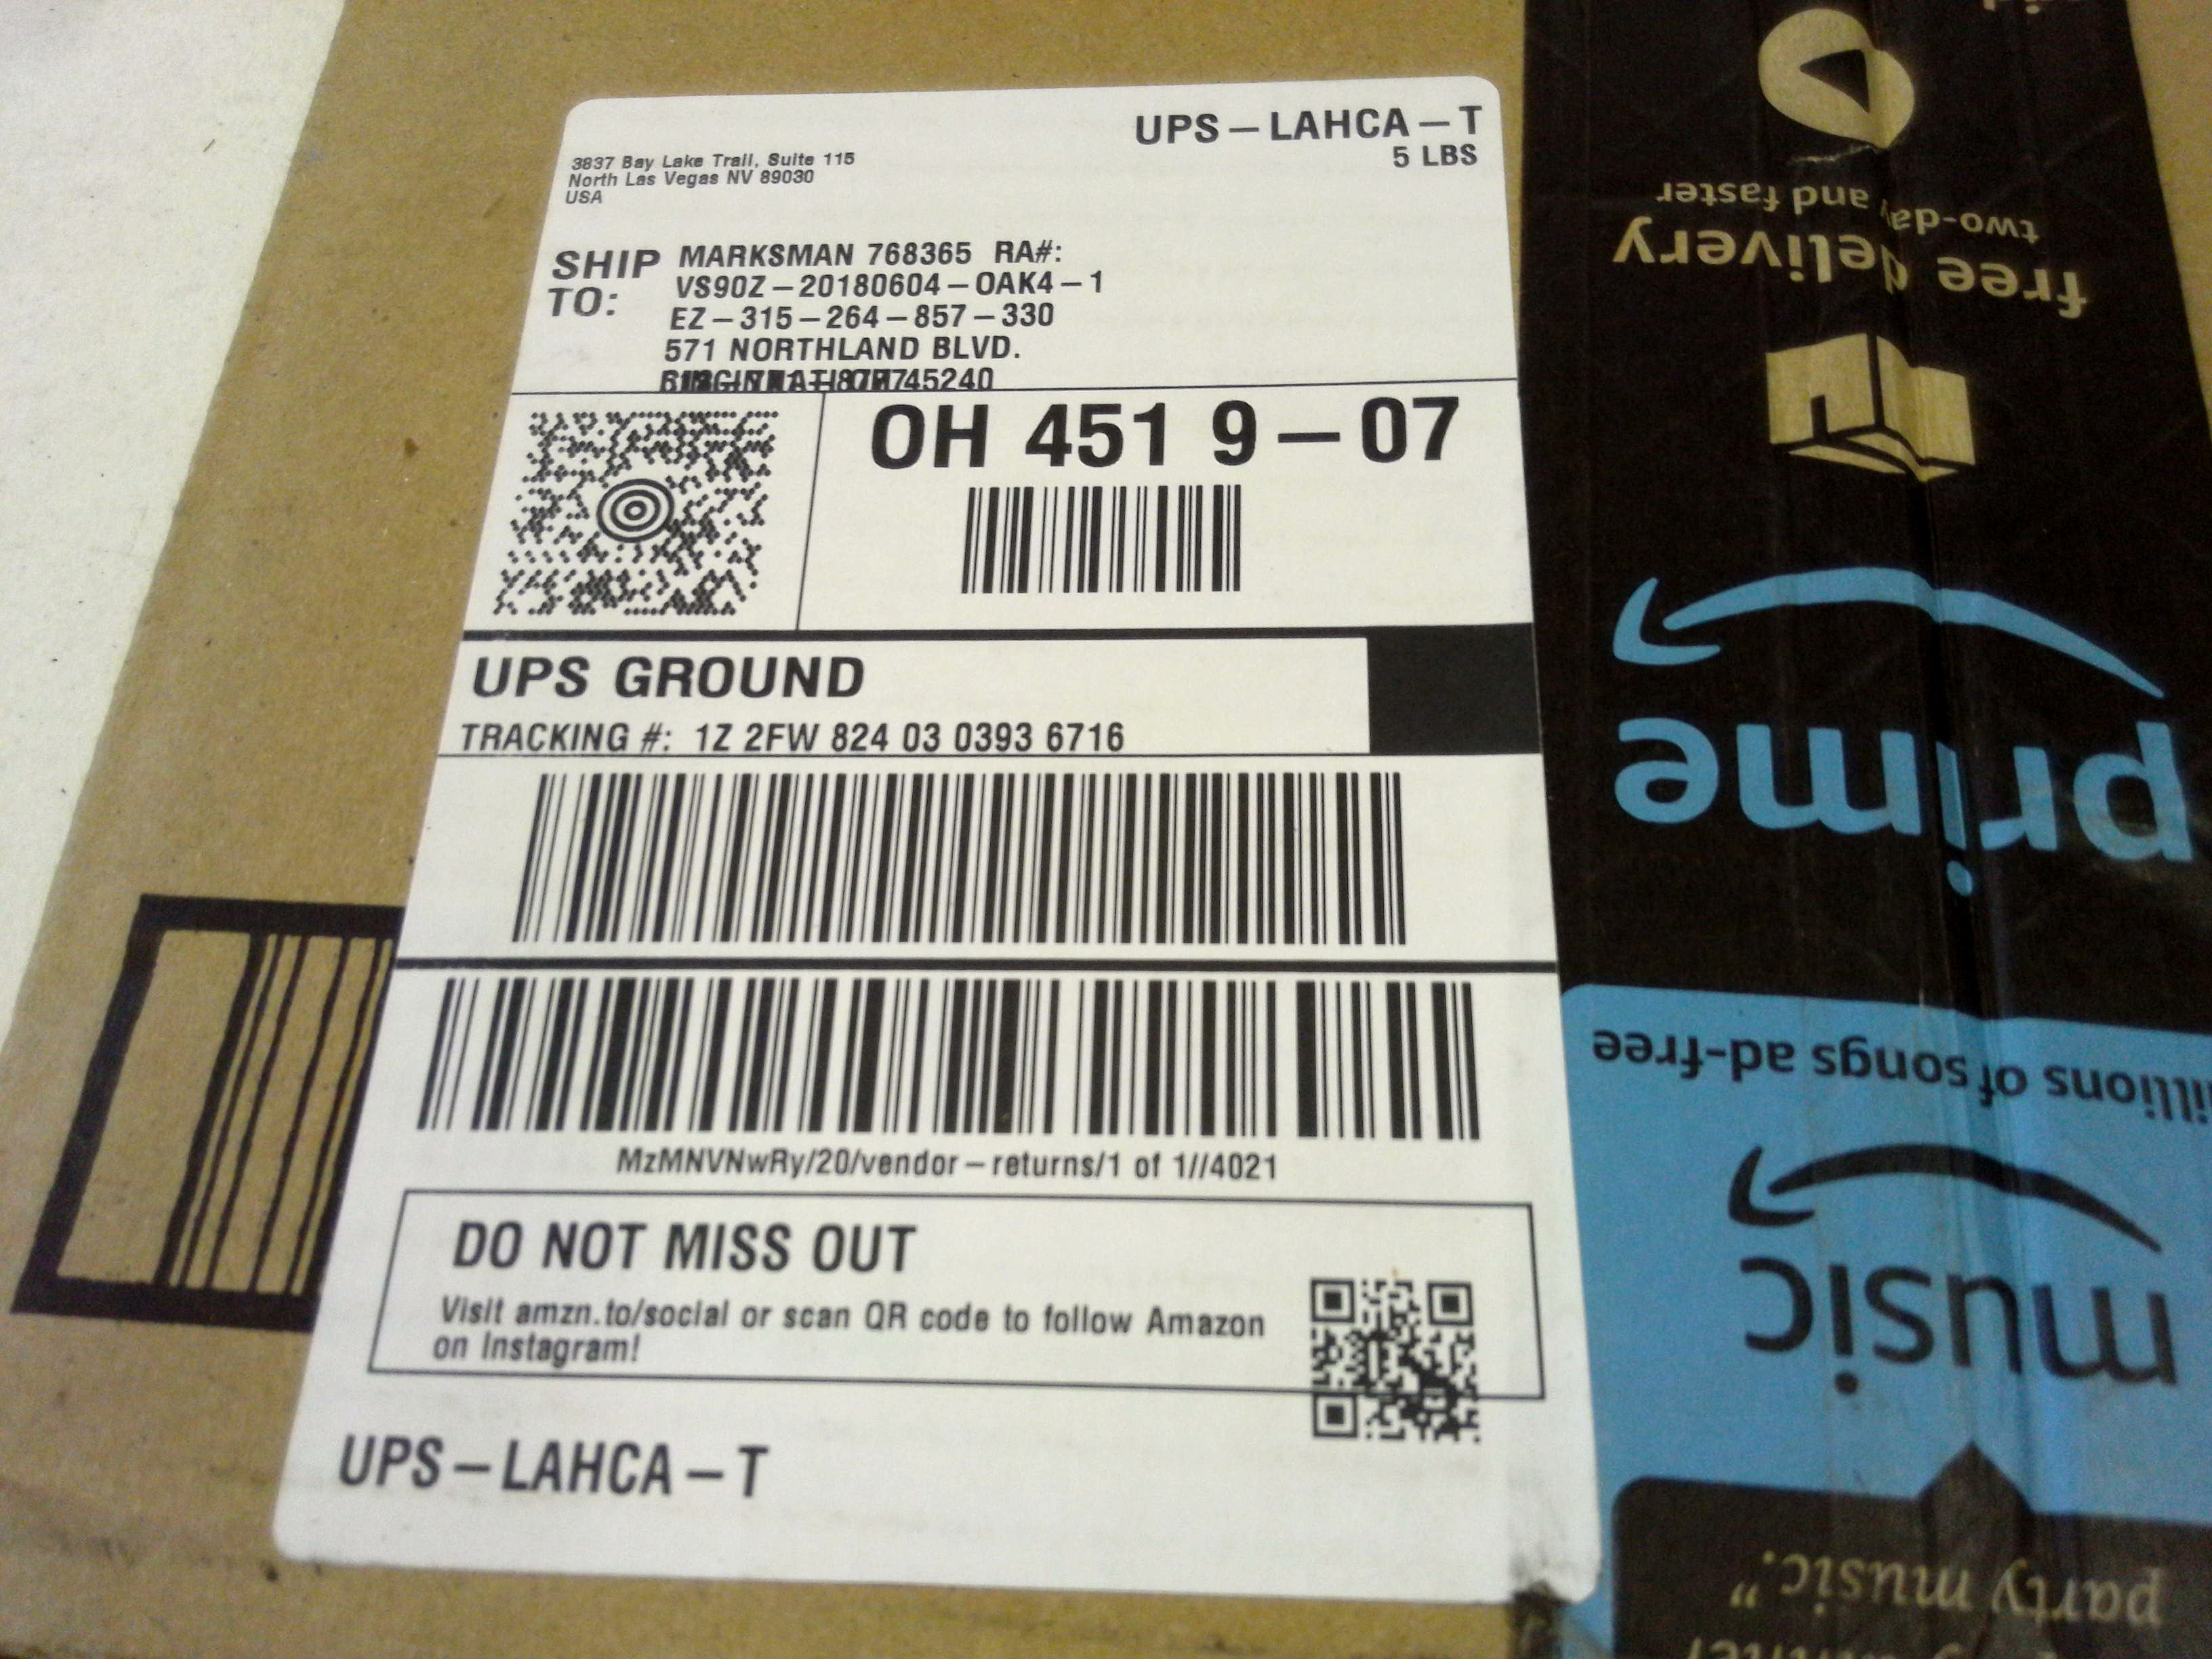 UPS-LAHCA-T
5 LBS
3837 Bay Lake Trail, Suite 115
North Las Vegas NV 89030
USA
SHIP TO:
MARKSMAN 768365 RA#:
VS90Z-20180604-OAK4-1
EZ-315-264-857-330
571 NORTHLAND BLVD.
45240
OH 451 9-07
UPS GROUND
TRACKING #: 1Z 2FW 824 03 0393 6716
MzMNVNwRy/20/vendor-returns/1 of 1//4021
DO NOT MISS OUT
Visit amzn.to/social or scan QR code to follow Amazon
on Instagram!
UPS-LAHCA-T
party music."
music
illions of songs ad-free
prime
free delivery
two-day and faster